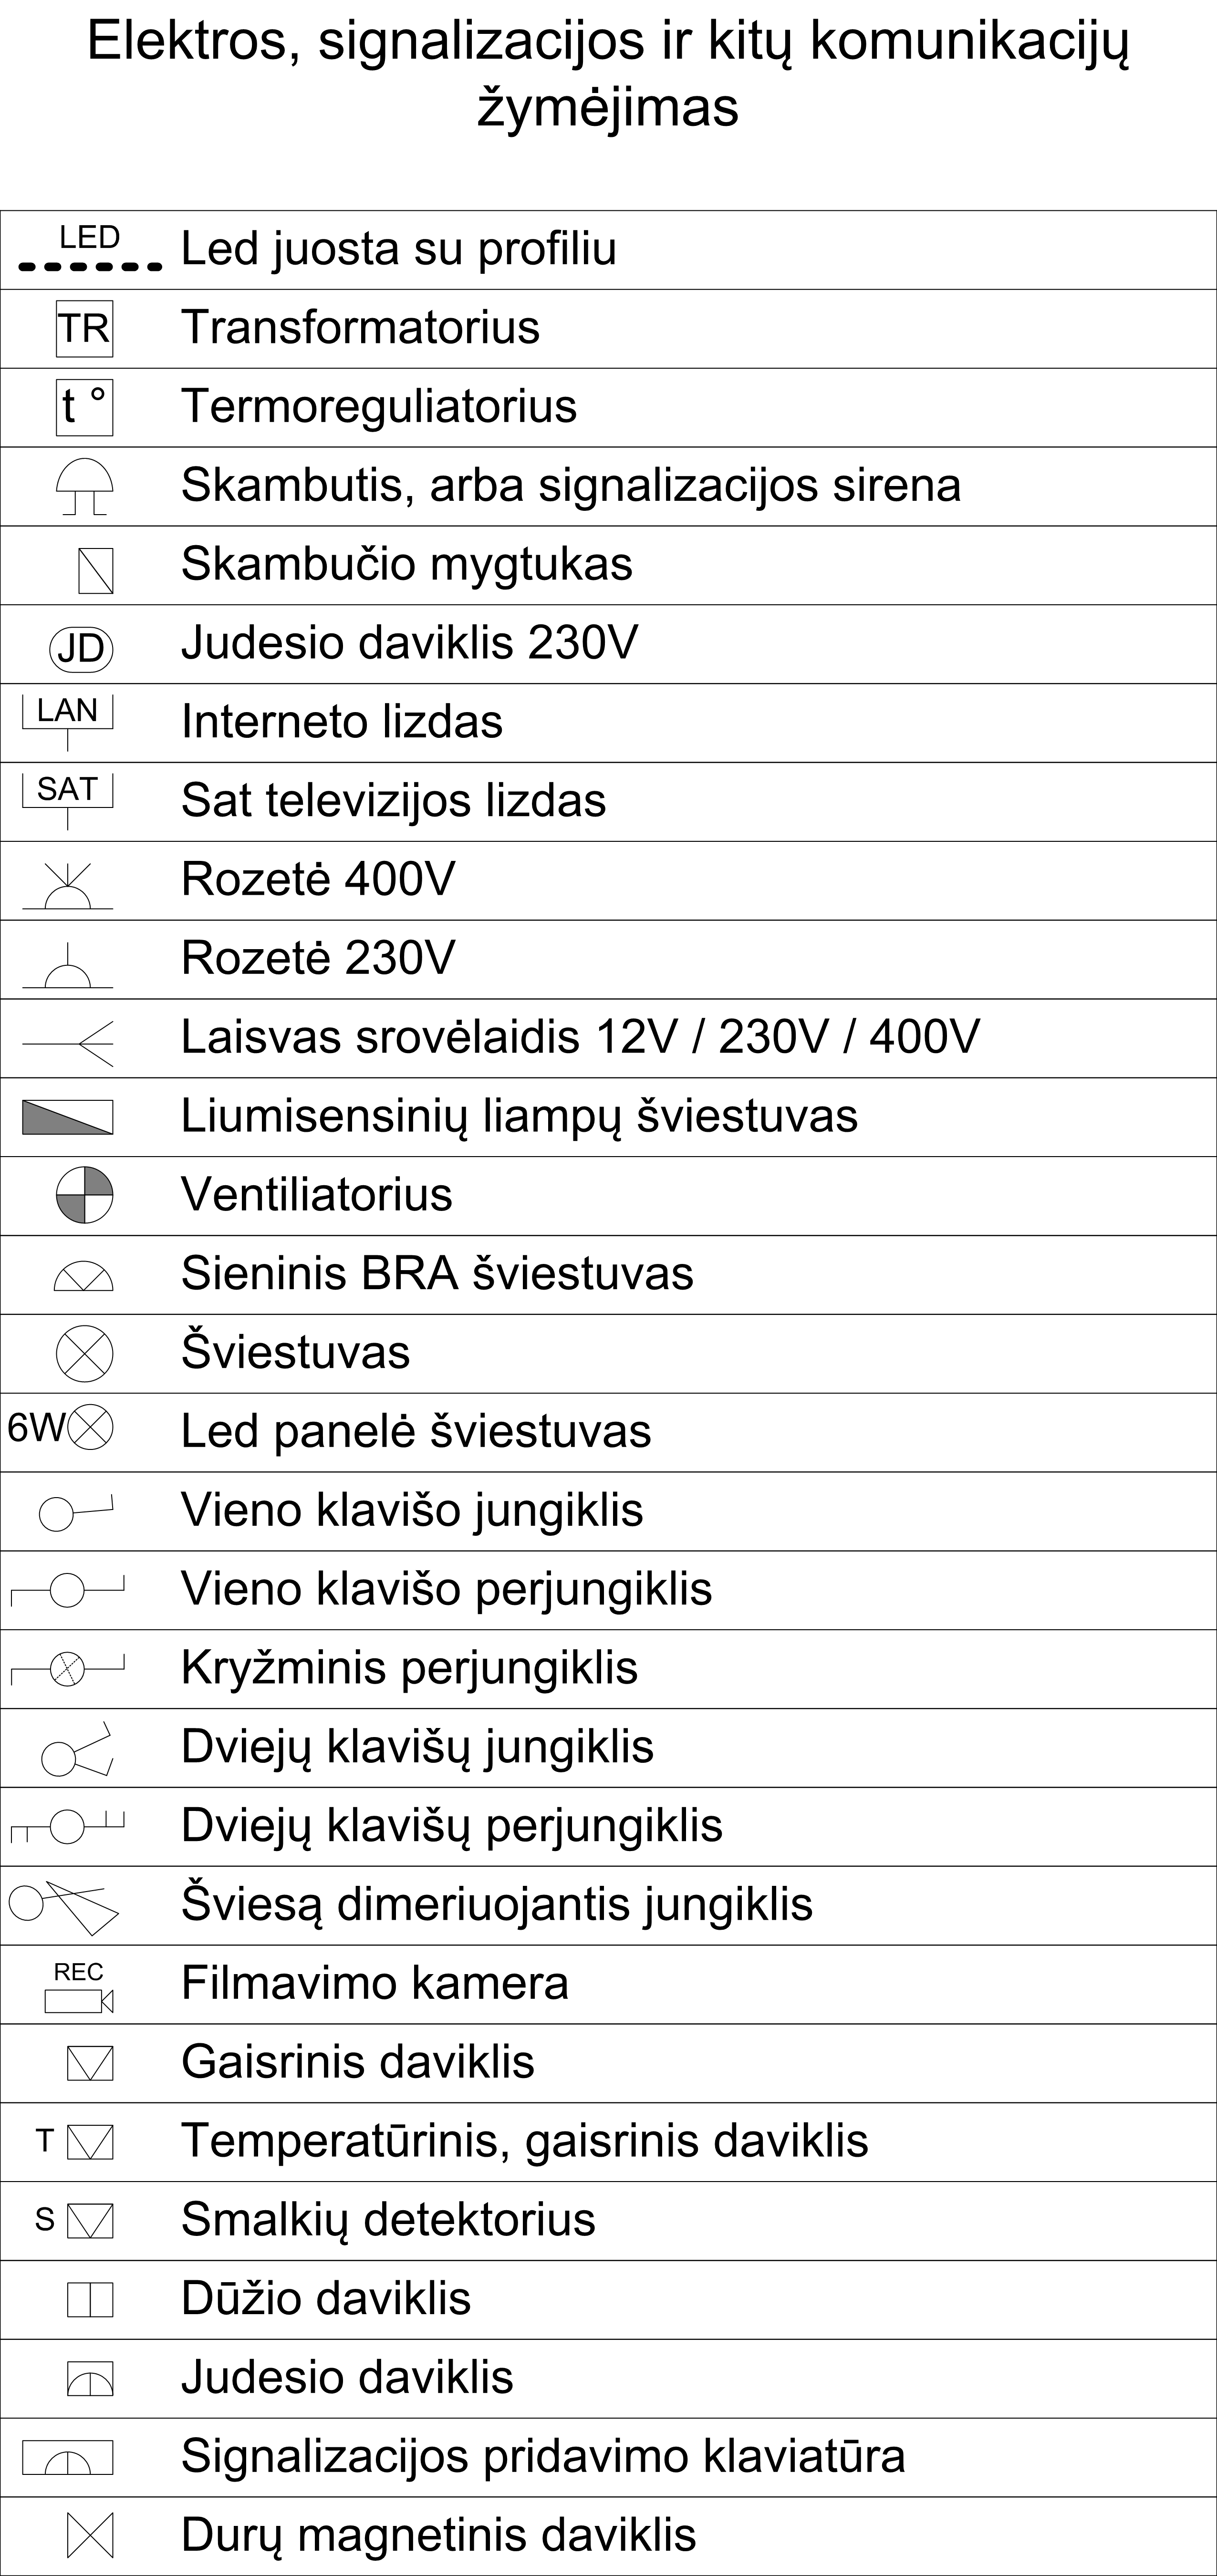 Elektros, signalizacijos ir kitų komunikacijų
žymėjimas
LED Led juosta su profiliu
TR Transformatorius
t ° Termoreguliatorius
Skambutis, arba signalizacijos sirena
Skambučio mygtukas
JD Judesio daviklis 230V
LAN Interneto lizdas
SAT Sat televizijos lizdas
Rozetė 400V
Rozetė 230V
Laisvas srovėlaidis 12V / 230V / 400V
Liumisensinių liampų šviestuvas
Ventiliatorius
Sieninis BRA šviestuvas
Šviestuvas
6W Led panelė šviestuvas
Vieno klavišo jungiklis
Vieno klavišo perjungiklis
Kryžminis perjungiklis
Dviejų klavišų jungiklis
Dviejų klavišų perjungiklis
Šviesą dimeriuojantis jungiklis
REC Filmavimo kamera
Gaisrinis daviklis
T Temperatūrinis, gaisrinis daviklis
S Smalkių detektorius
Dūžio daviklis
Judesio daviklis
Signalizacijos pridavimo klaviatūra
Durų magnetinis daviklis